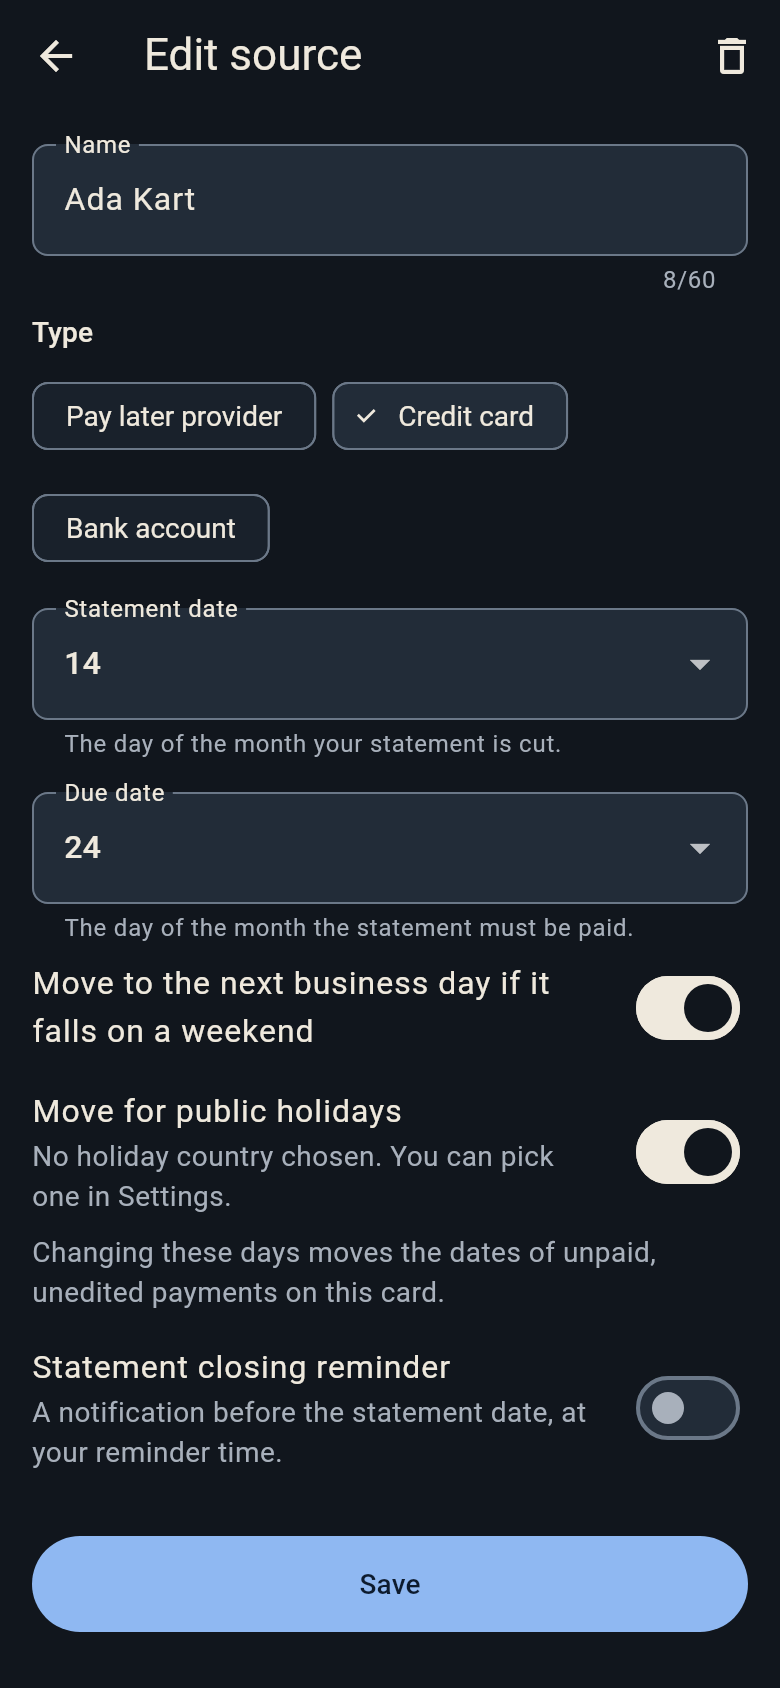 Edit source
Name
Ada Kart
8/60
Type
Pay later provider
Credit card
Bank account
Statement date
14
The day of the month your statement is cut.
Due date
24
The day of the month the statement must be paid.
Move to the next business day if it
falls on a weekend
Move for public holidays
No holiday country chosen. You can pick
one in Settings.
Changing these days moves the dates of unpaid,
unedited payments on this card.
Statement closing reminder
A notification before the statement date, at
your reminder time.
Save